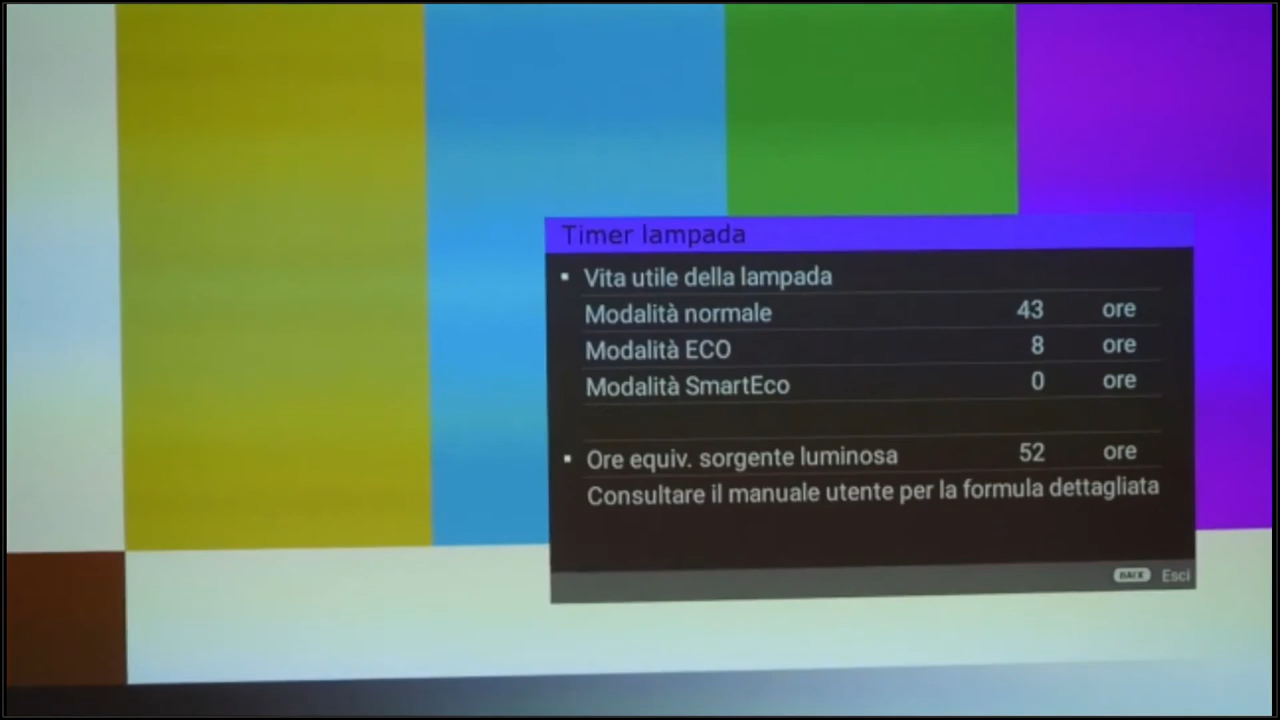 Timer lampada
▪ Vita utile della lampada
Modalità normale 43 ore
Modalità ECO 8 ore
Modalità SmartEco 0 ore
▪ Ore equiv. sorgente luminosa 52 ore
Consultare il manuale utente per la formula dettagliata
BACK Esci